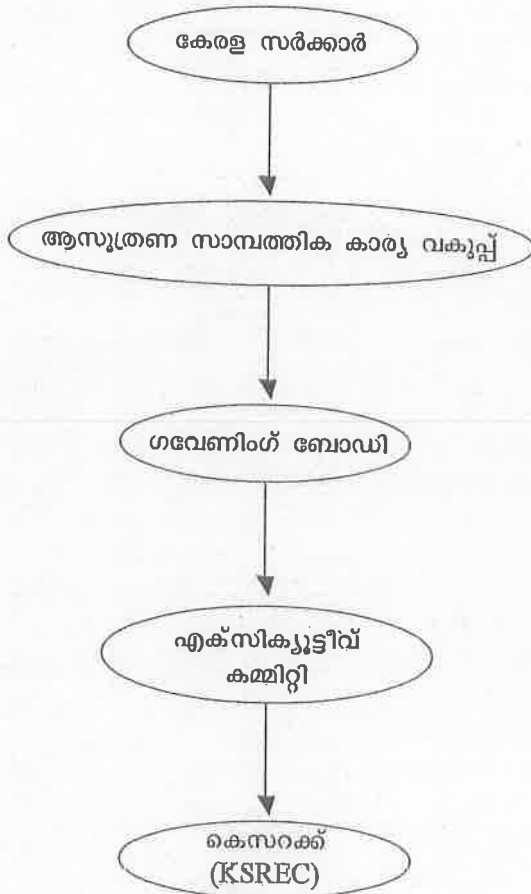 കേരള സർക്കാർ
ആസൂത്രണ സാമ്പത്തിക കാര്യ വകുപ്പ്
ഗവേണിംഗ് ബോഡി
എക്സിക്യൂട്ടീവ്
കമ്മിറ്റി
കെസറക്ക്
(KSREC)